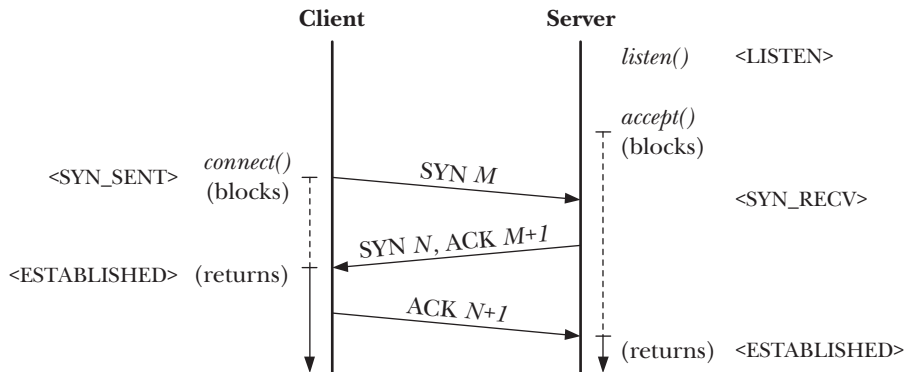 Client Server
listen() <LISTEN>
accept()
(blocks)
<SYN_SENT> connect()
(blocks)
SYN M
<SYN_RECV>
SYN N, ACK M+1
<ESTABLISHED> (returns)
ACK N+1
(returns) <ESTABLISHED>